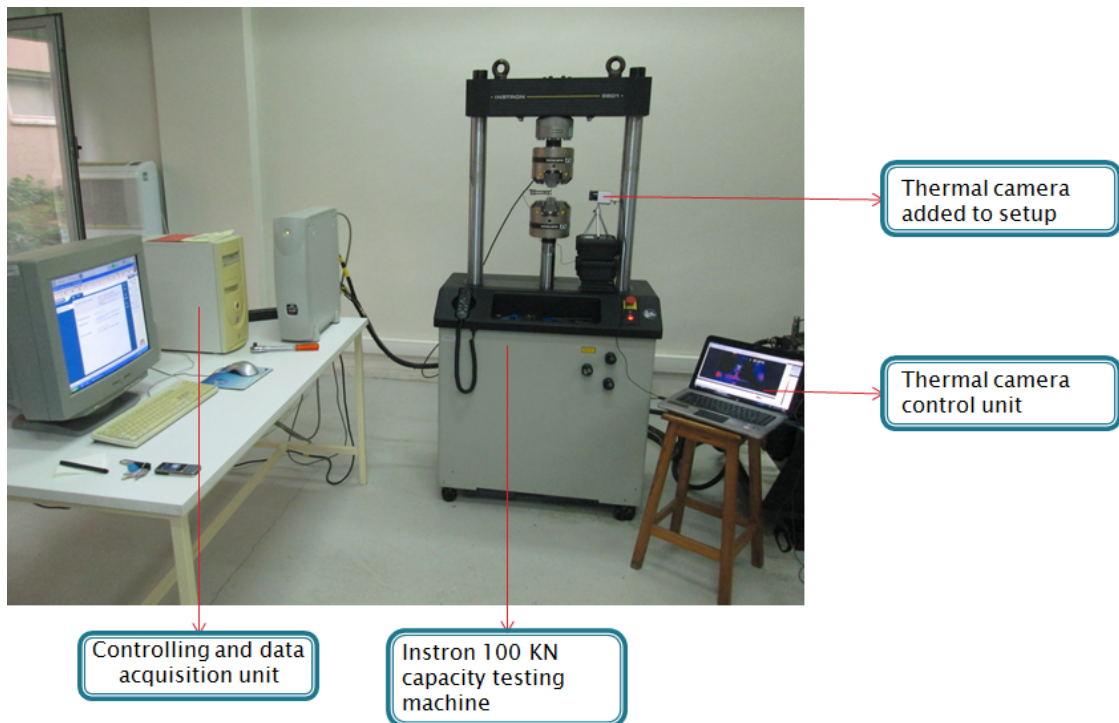 - INSTRON
8801 -
Thermal camera
added to setup
Thermal camera
control unit
Controlling and data
acquisition unit
Instron 100 KN
capacity testing
machine